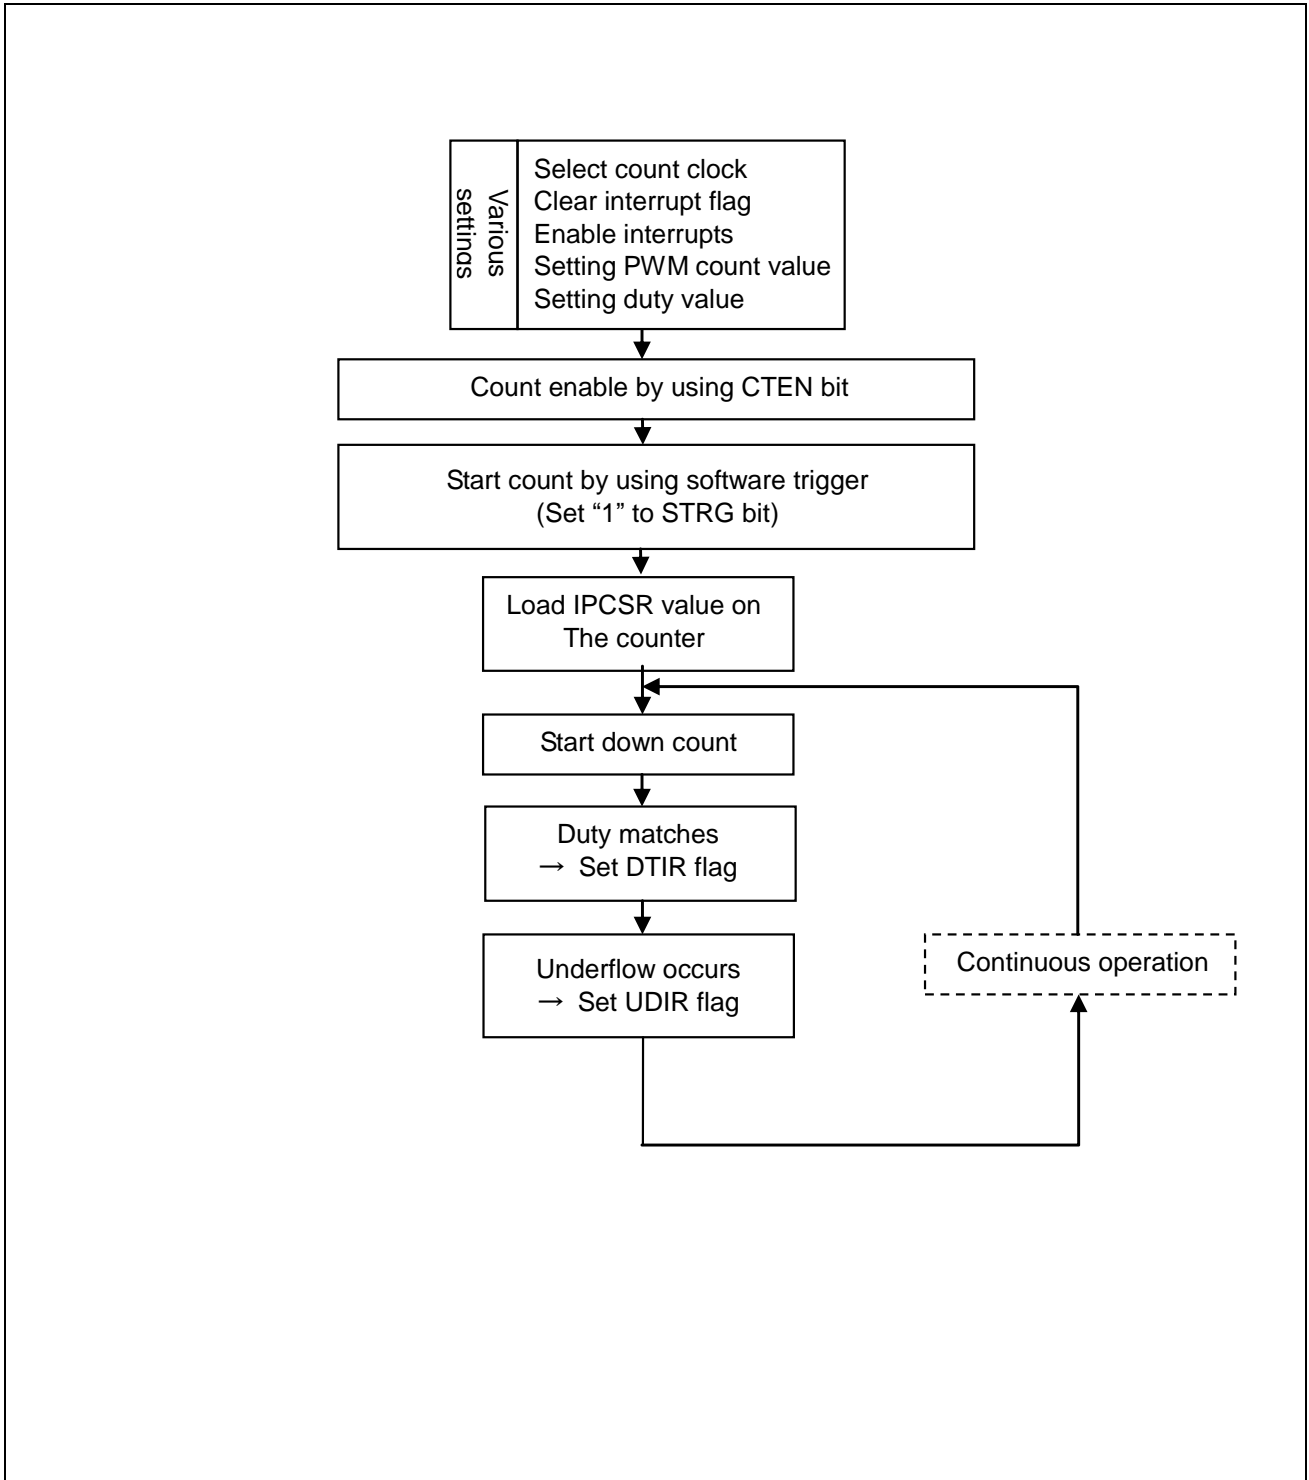 Various
settings
Select count clock
Clear interrupt flag
Enable interrupts
Setting PWM count value
Setting duty value
Count enable by using CTEN bit
Start count by using software trigger
(Set “1” to STRG bit)
Load IPCSR value on
The counter
Start down count
Duty matches
→ Set DTIR flag
Underflow occurs
→ Set UDIR flag
Continuous operation